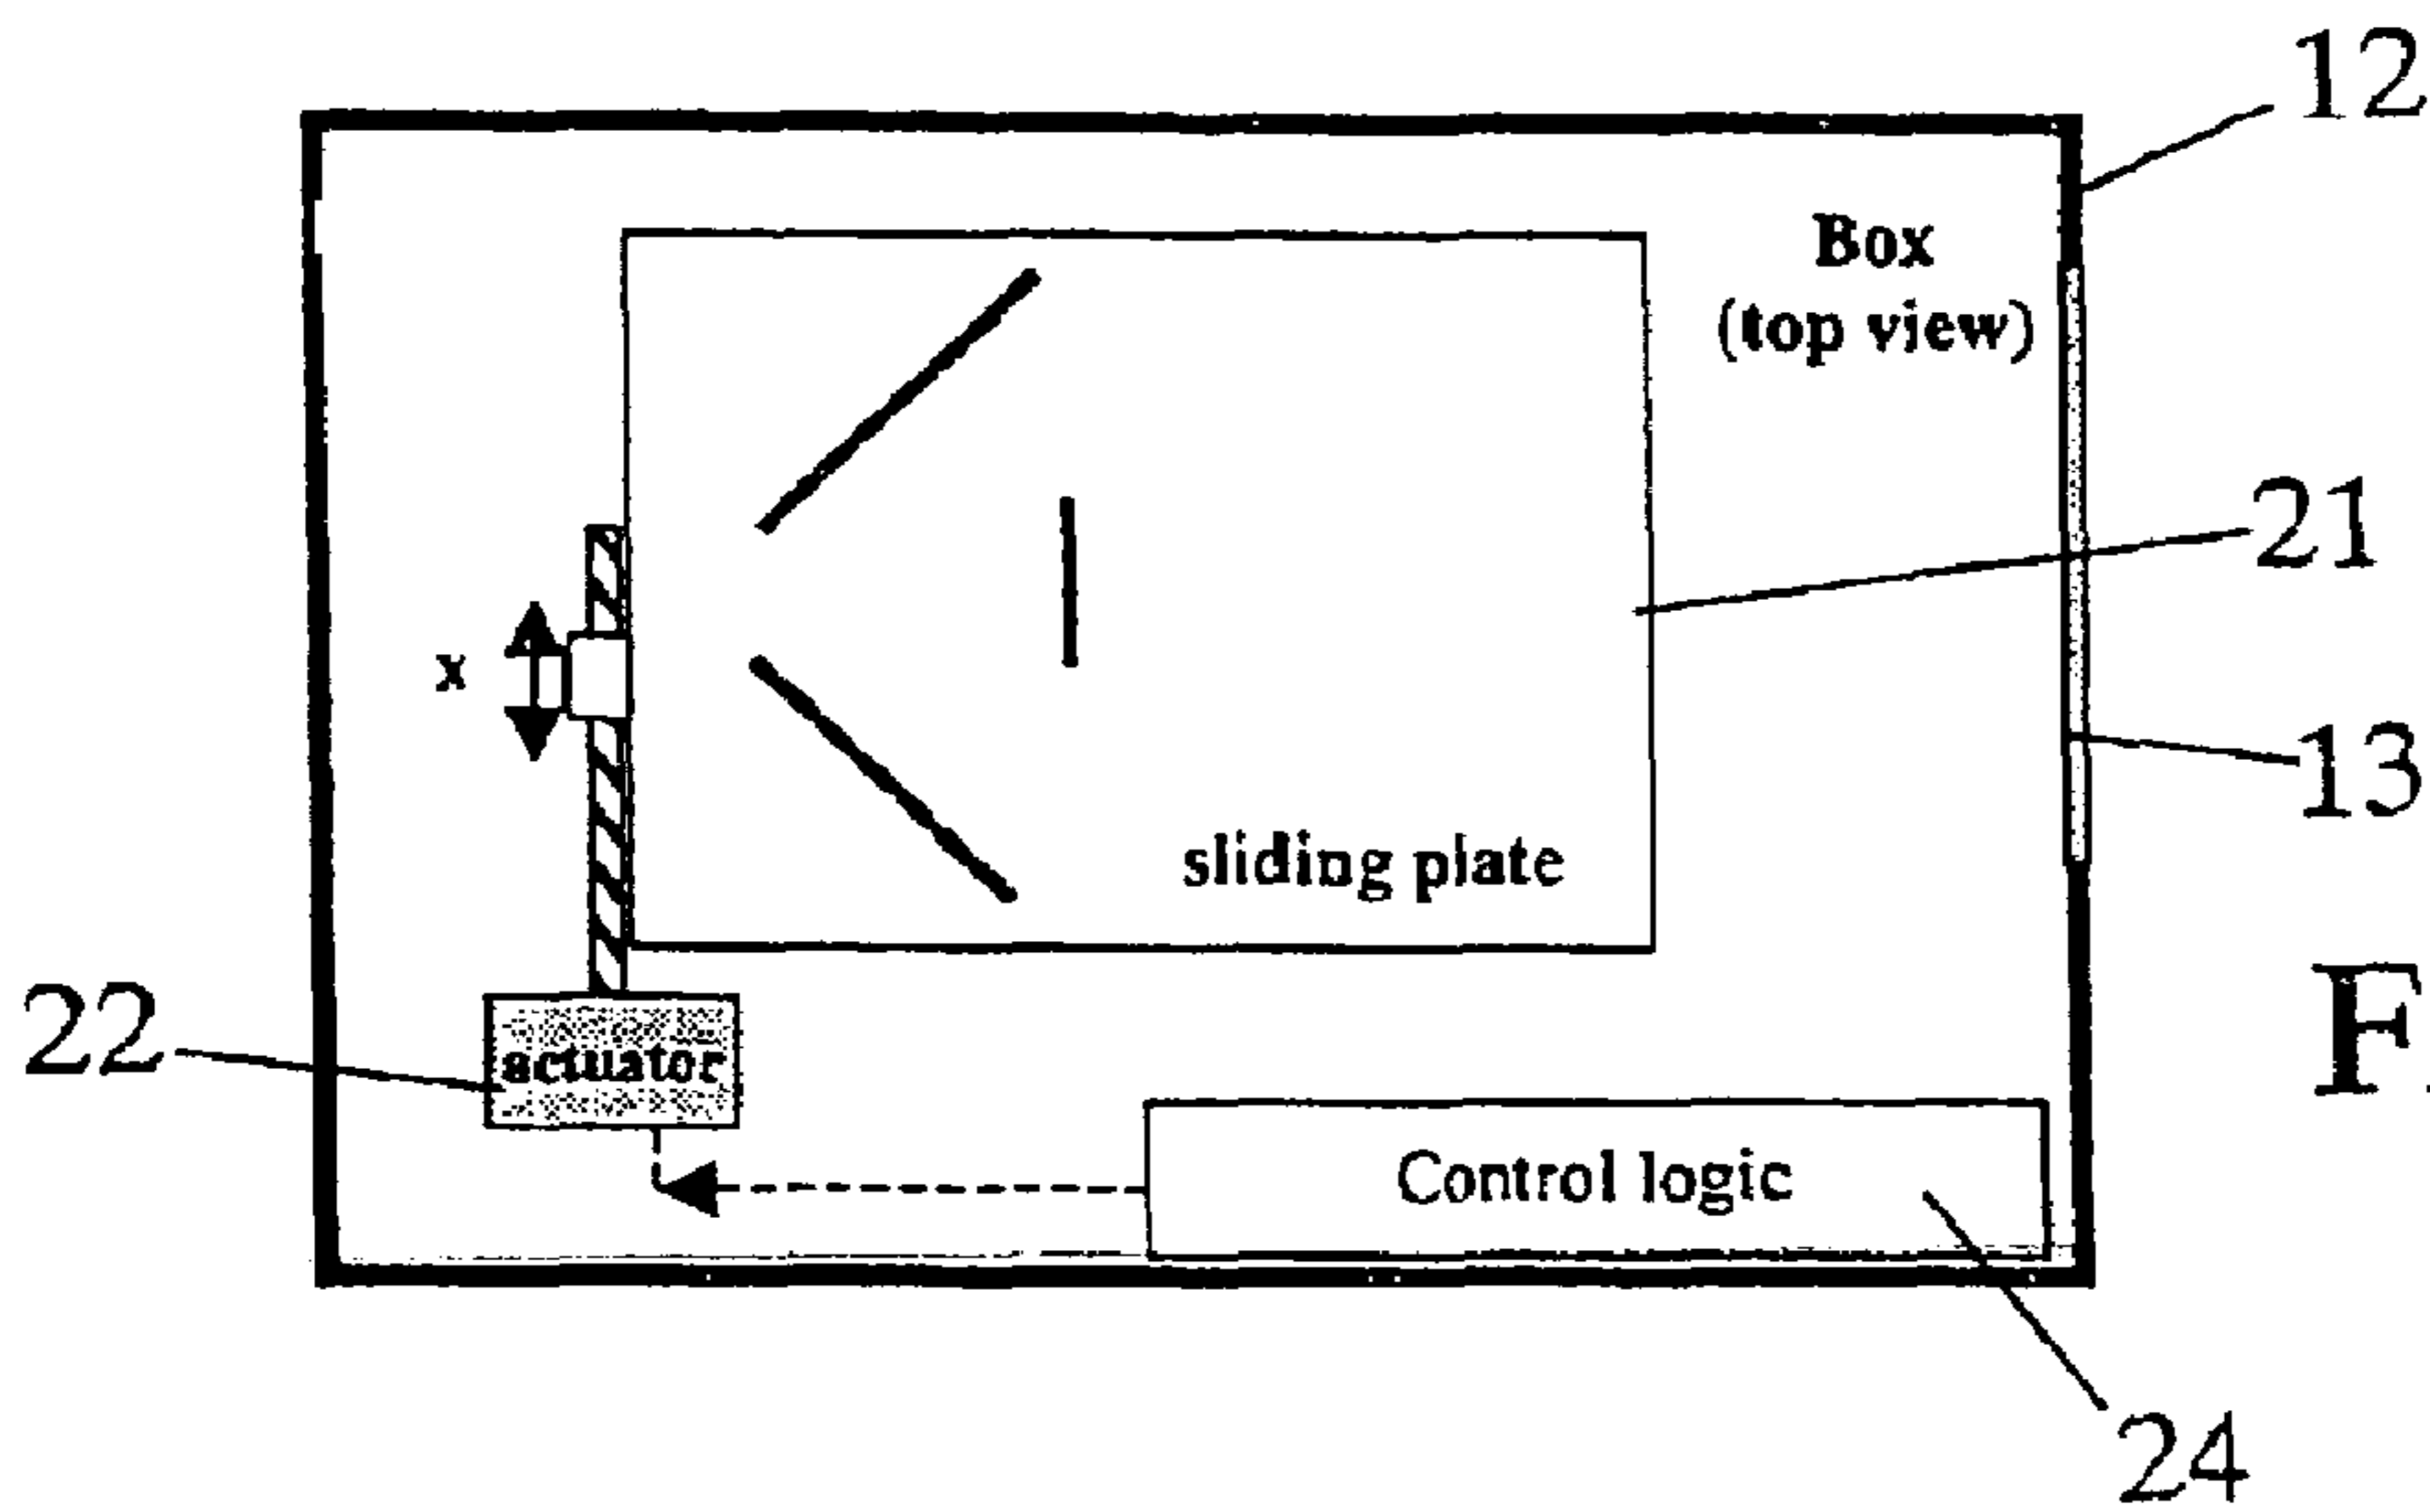 12
Box
(top view)
21
x
13
sliding plate
22
actuator
F
Control logic
24